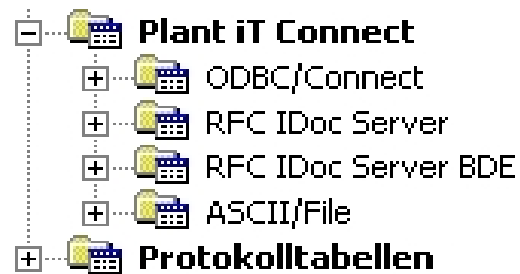 Plant iT Connect
ODBC/Connect
RFC IDoc Server
RFC IDoc Server BDE
ASCII/File
Protokolltabellen